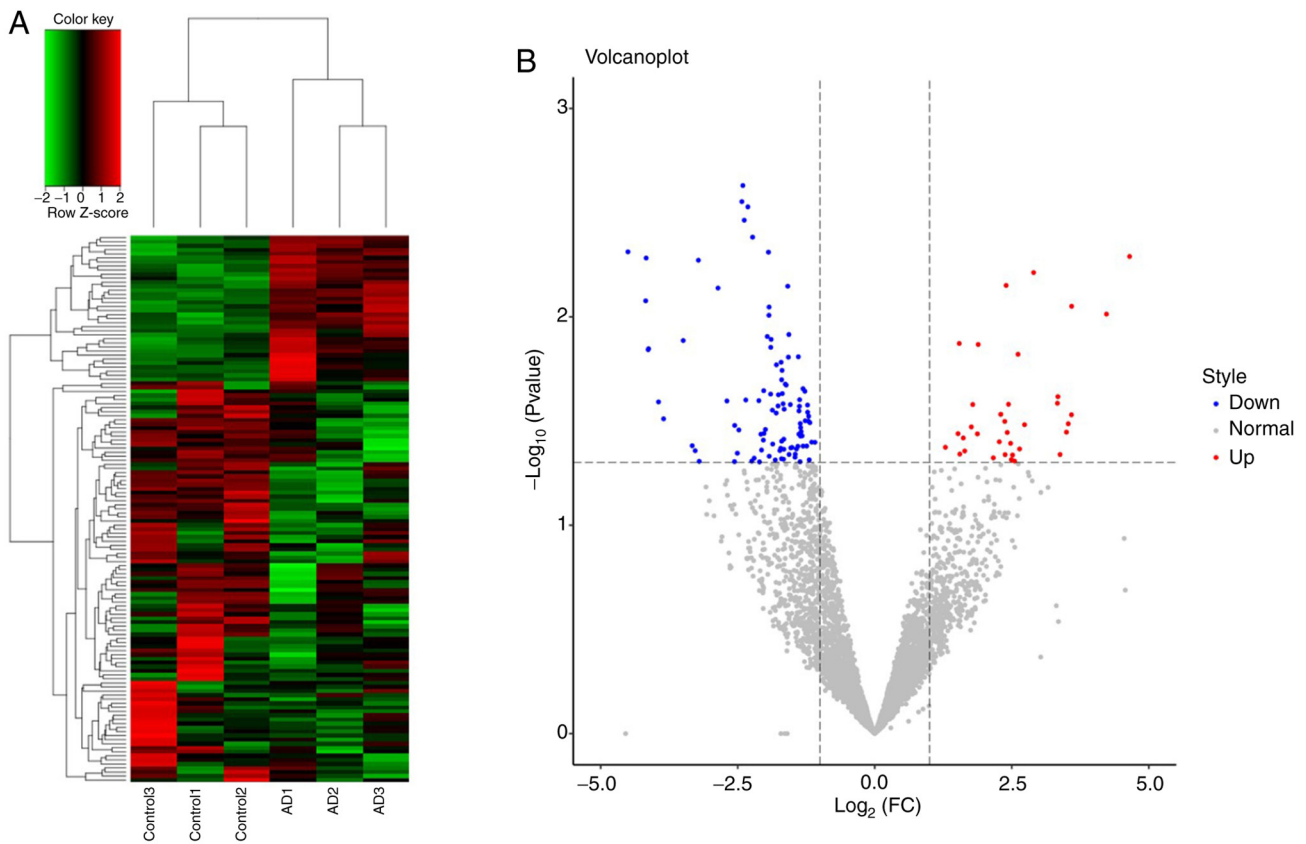 A
Color key
−2 −1 0 1 2
Row Z-score
Control3
Control1
Control2
AD1
AD2
AD3
B
Volcanoplot
3
2
1
0
−Log10 (Pvalue)
−5.0 −2.5 0.0 2.5 5.0
Log2 (FC)
Style
Down
Normal
Up